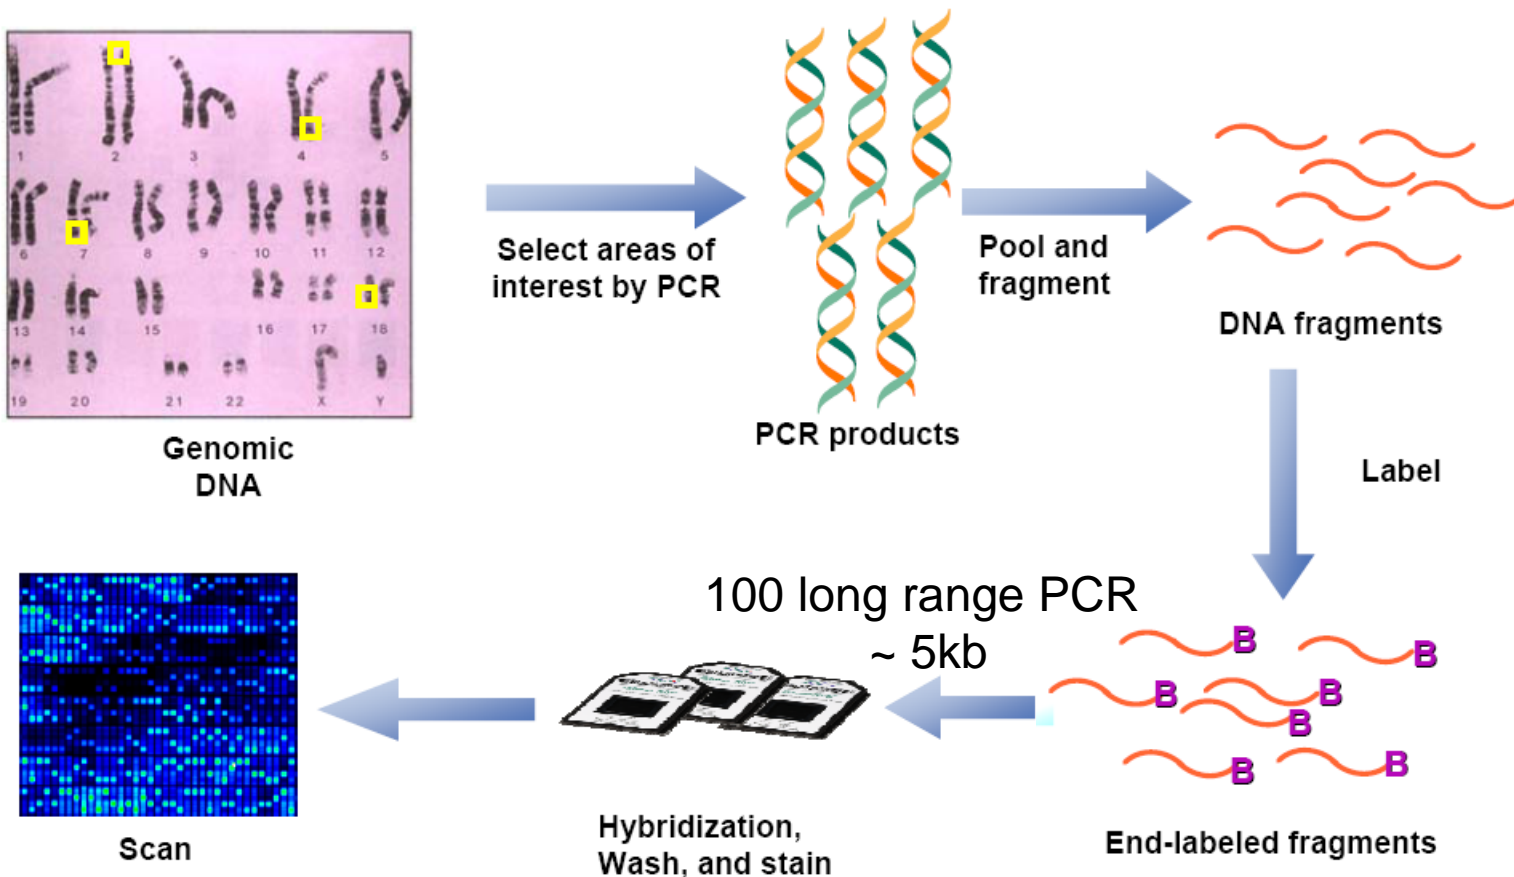 1 2 3 4 5
6 7 8 9 10 11 12
13 14 15 16 17 18
19 20 21 22 X Y
Genomic
DNA
Select areas of
interest by PCR
PCR products
Pool and
fragment
DNA fragments
Label
B B B B B B B
End-labeled fragments
100 long range PCR
~ 5kb
Hybridization,
Wash, and stain
Scan